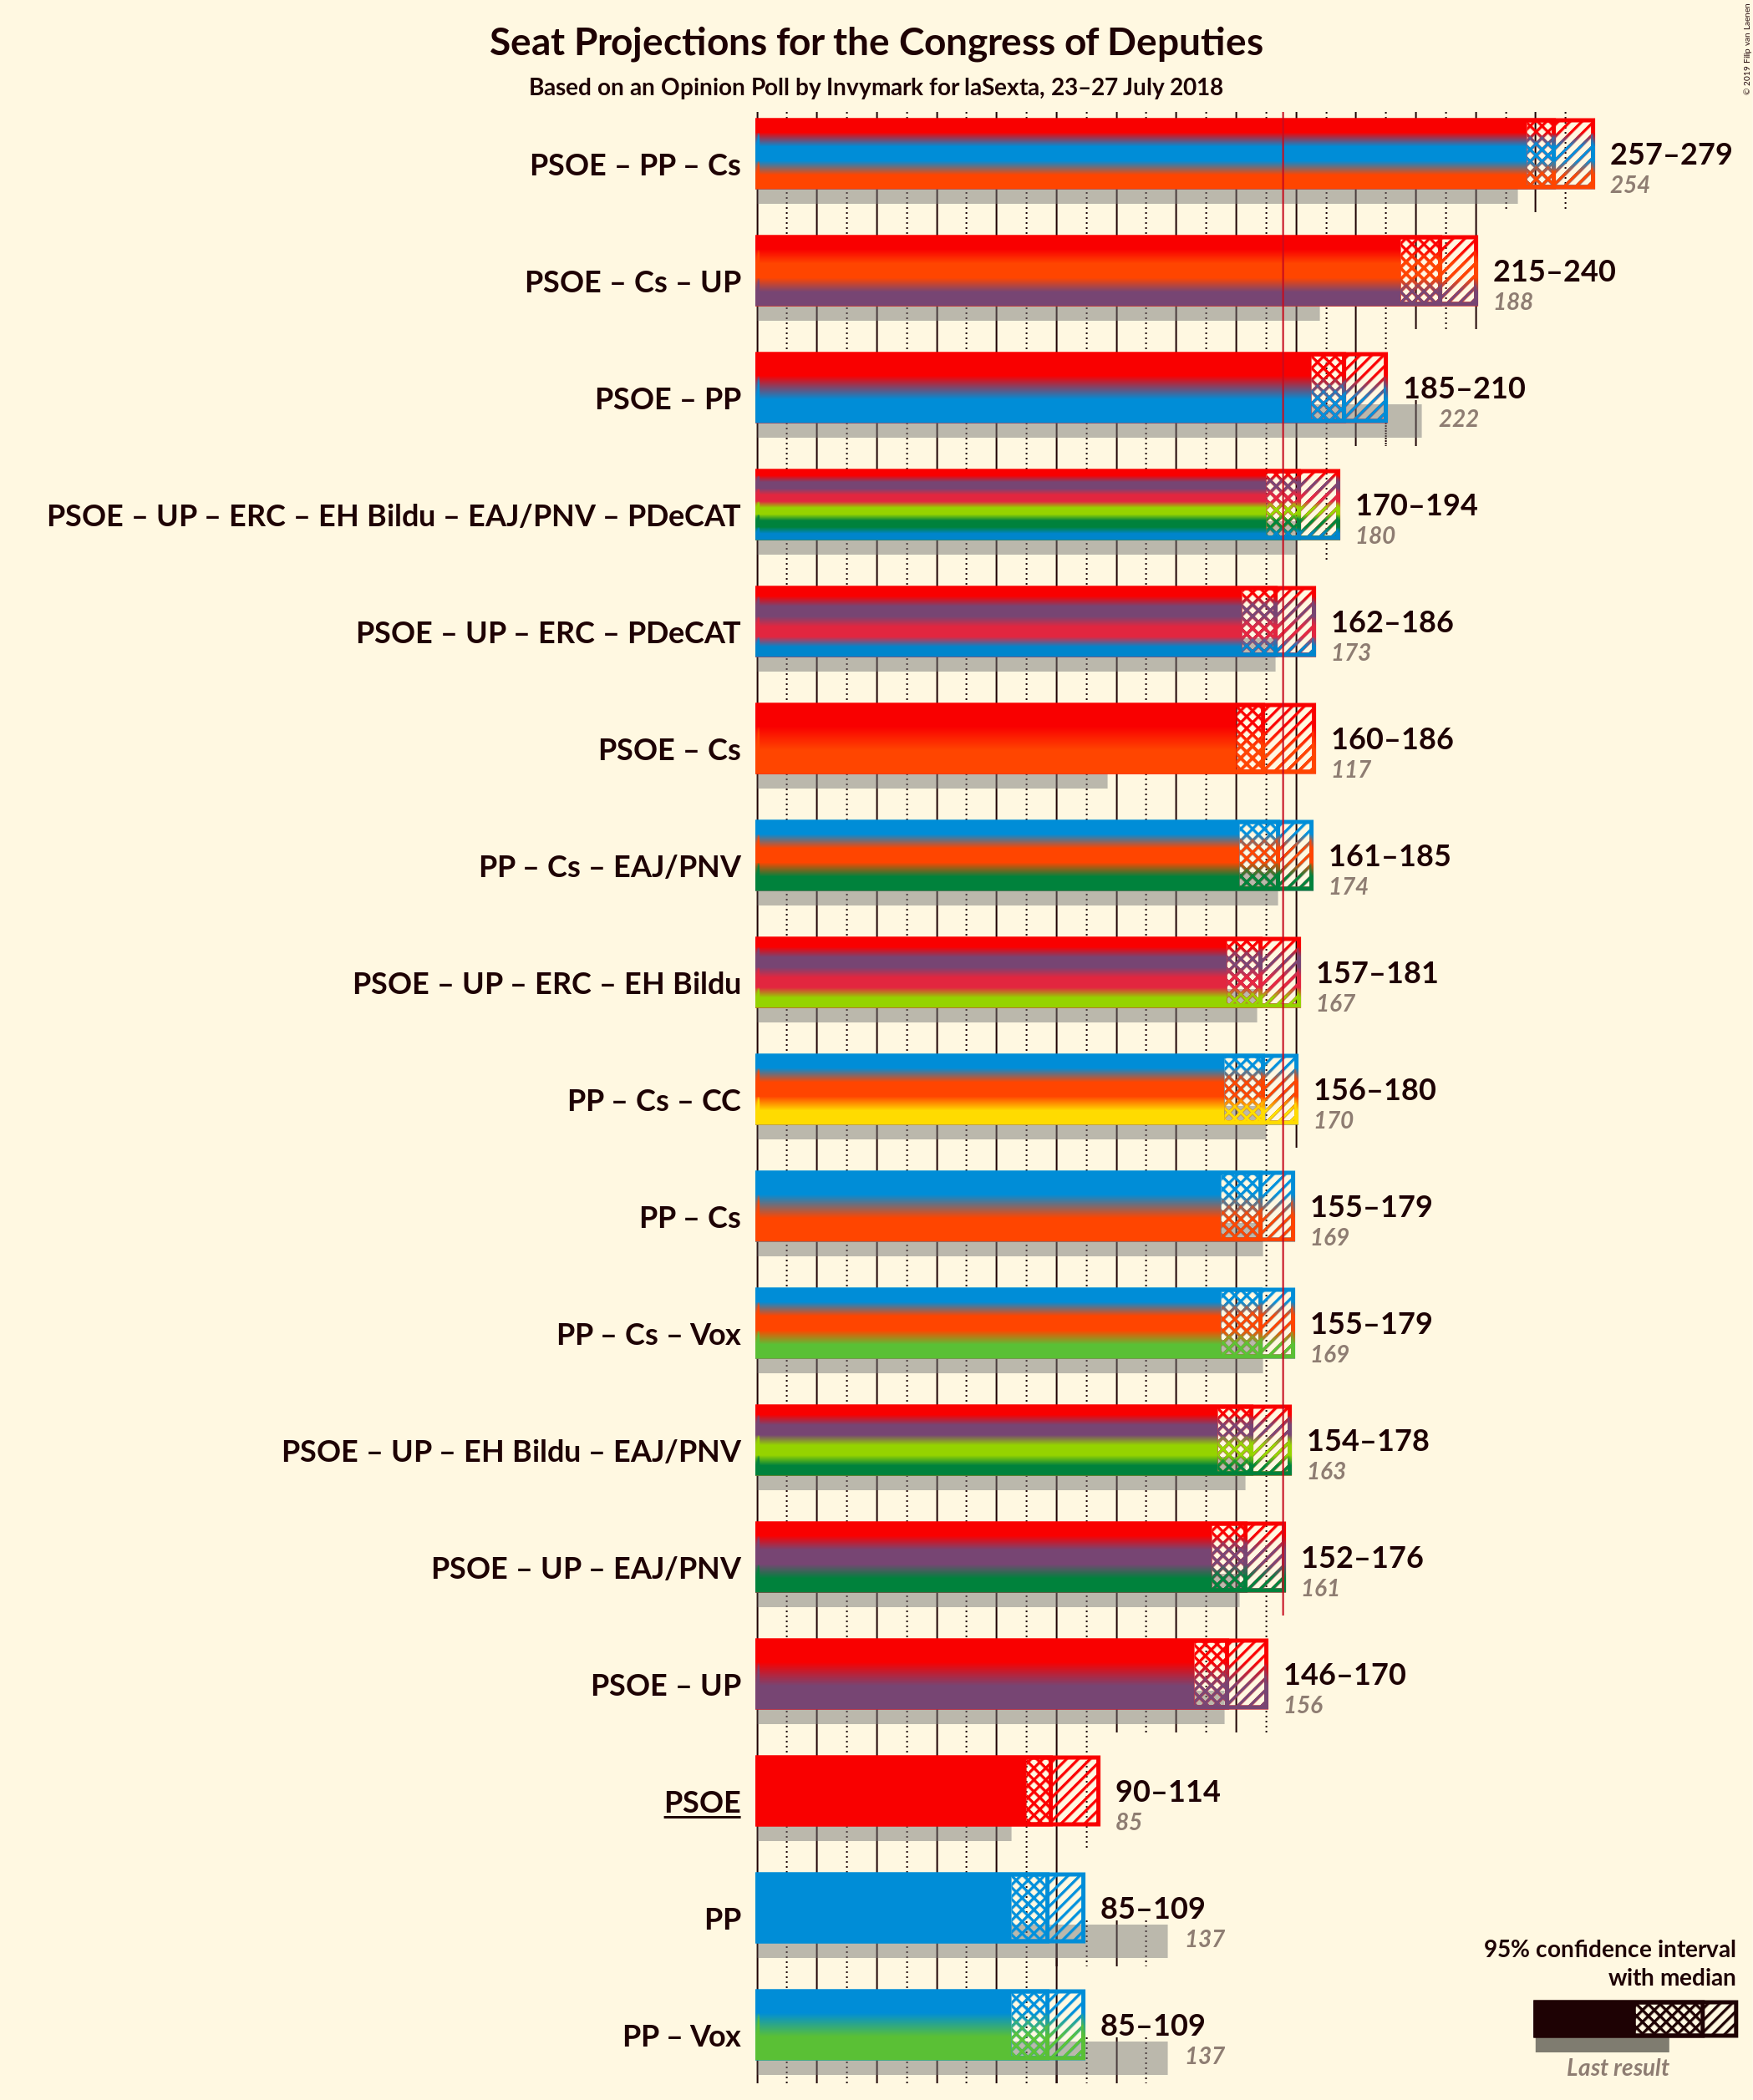 Seat Projections for the Congress of Deputies
Based on an Opinion Poll by Invymark for laSexta, 23–27 July 2018
© 2019 Filip van Laenen
PSOE – PP – Cs
257–279
254
PSOE – Cs – UP
215–240
188
PSOE – PP
185–210
222
PSOE – UP – ERC – EH Bildu – EAJ/PNV – PDeCAT
170–194
180
PSOE – UP – ERC – PDeCAT
162–186
173
PSOE – Cs
160–186
117
PP – Cs – EAJ/PNV
161–185
174
PSOE – UP – ERC – EH Bildu
157–181
167
PP – Cs – CC
156–180
170
PP – Cs
155–179
169
PP – Cs – Vox
155–179
169
PSOE – UP – EH Bildu – EAJ/PNV
154–178
163
PSOE – UP – EAJ/PNV
152–176
161
PSOE – UP
146–170
156
PSOE
90–114
85
PP
85–109
137
PP – Vox
85–109
137
95% confidence interval
with median
Last result